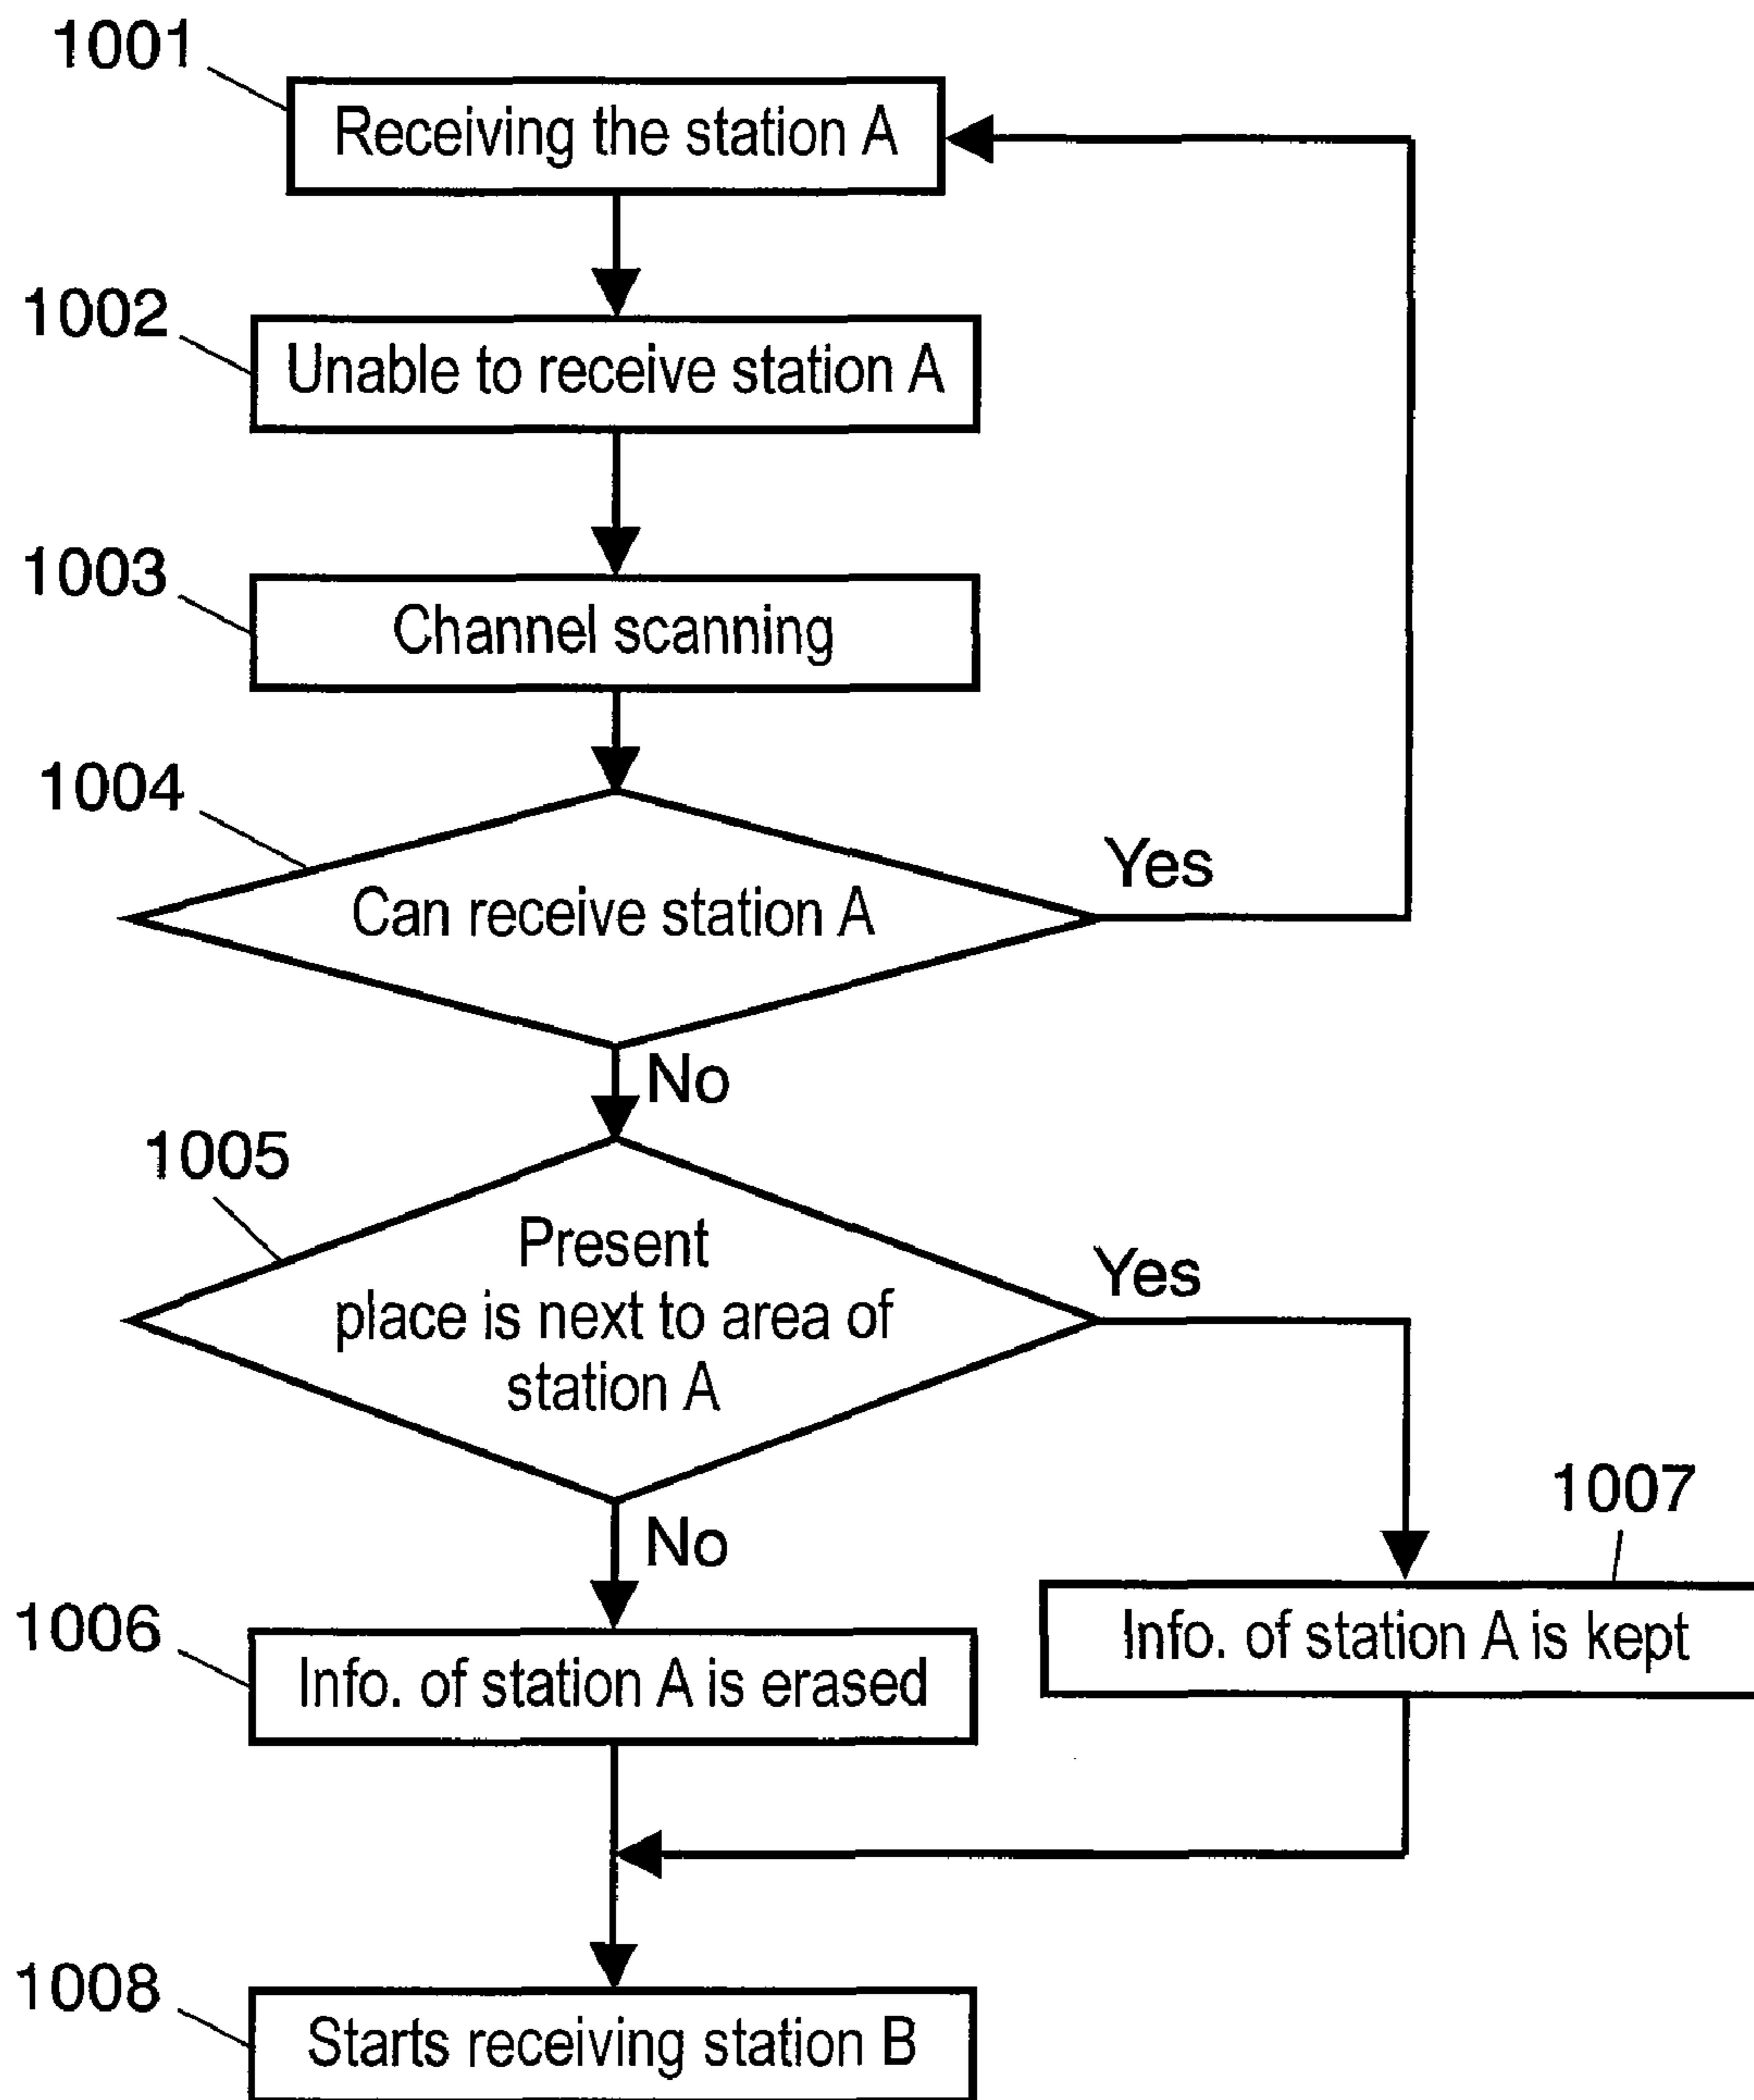 1001
Receiving the station A
1002
Unable to receive station A
1003
Channel scanning
1004
Can receive station A
Yes
No
1005
Present
place is next to area of
station A
Yes
No
1007
Info. of station A is kept
1006
Info. of station A is erased
1008
Starts receiving station B